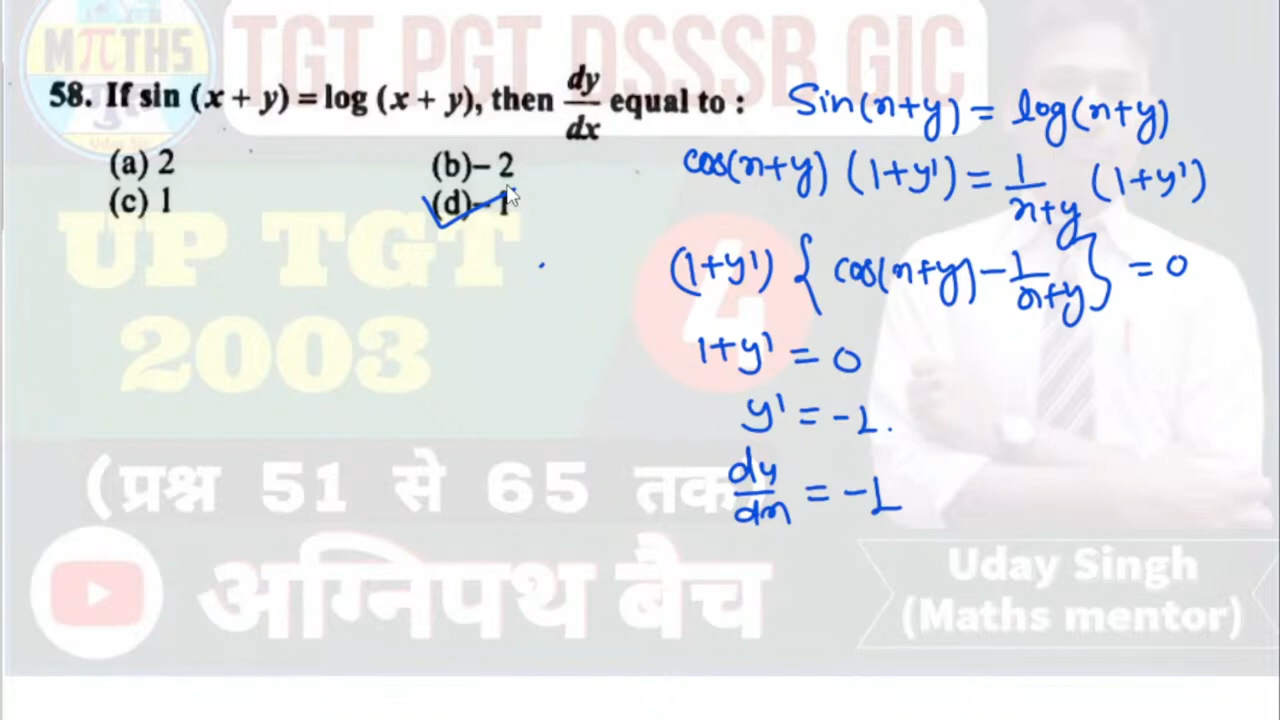 MπTHS
TGT PGT DSSSB GIC
58. If sin (x + y) = log (x + y), then dy/dx equal to :
(a) 2 (b) – 2
(c) 1 (d) – 1
Sin(x+y) = log(x+y)
cos(x+y) (1+y') = 1/x+y (1+y')
(1+y') { cos(x+y) - 1/x+y } = 0
1+y' = 0
y' = -1.
dy/dx = -1
UP TGT
2003
4
(प्रश्न 51 से 65 तक)
अग्निपथ बैच
Uday Singh
(Maths mentor)